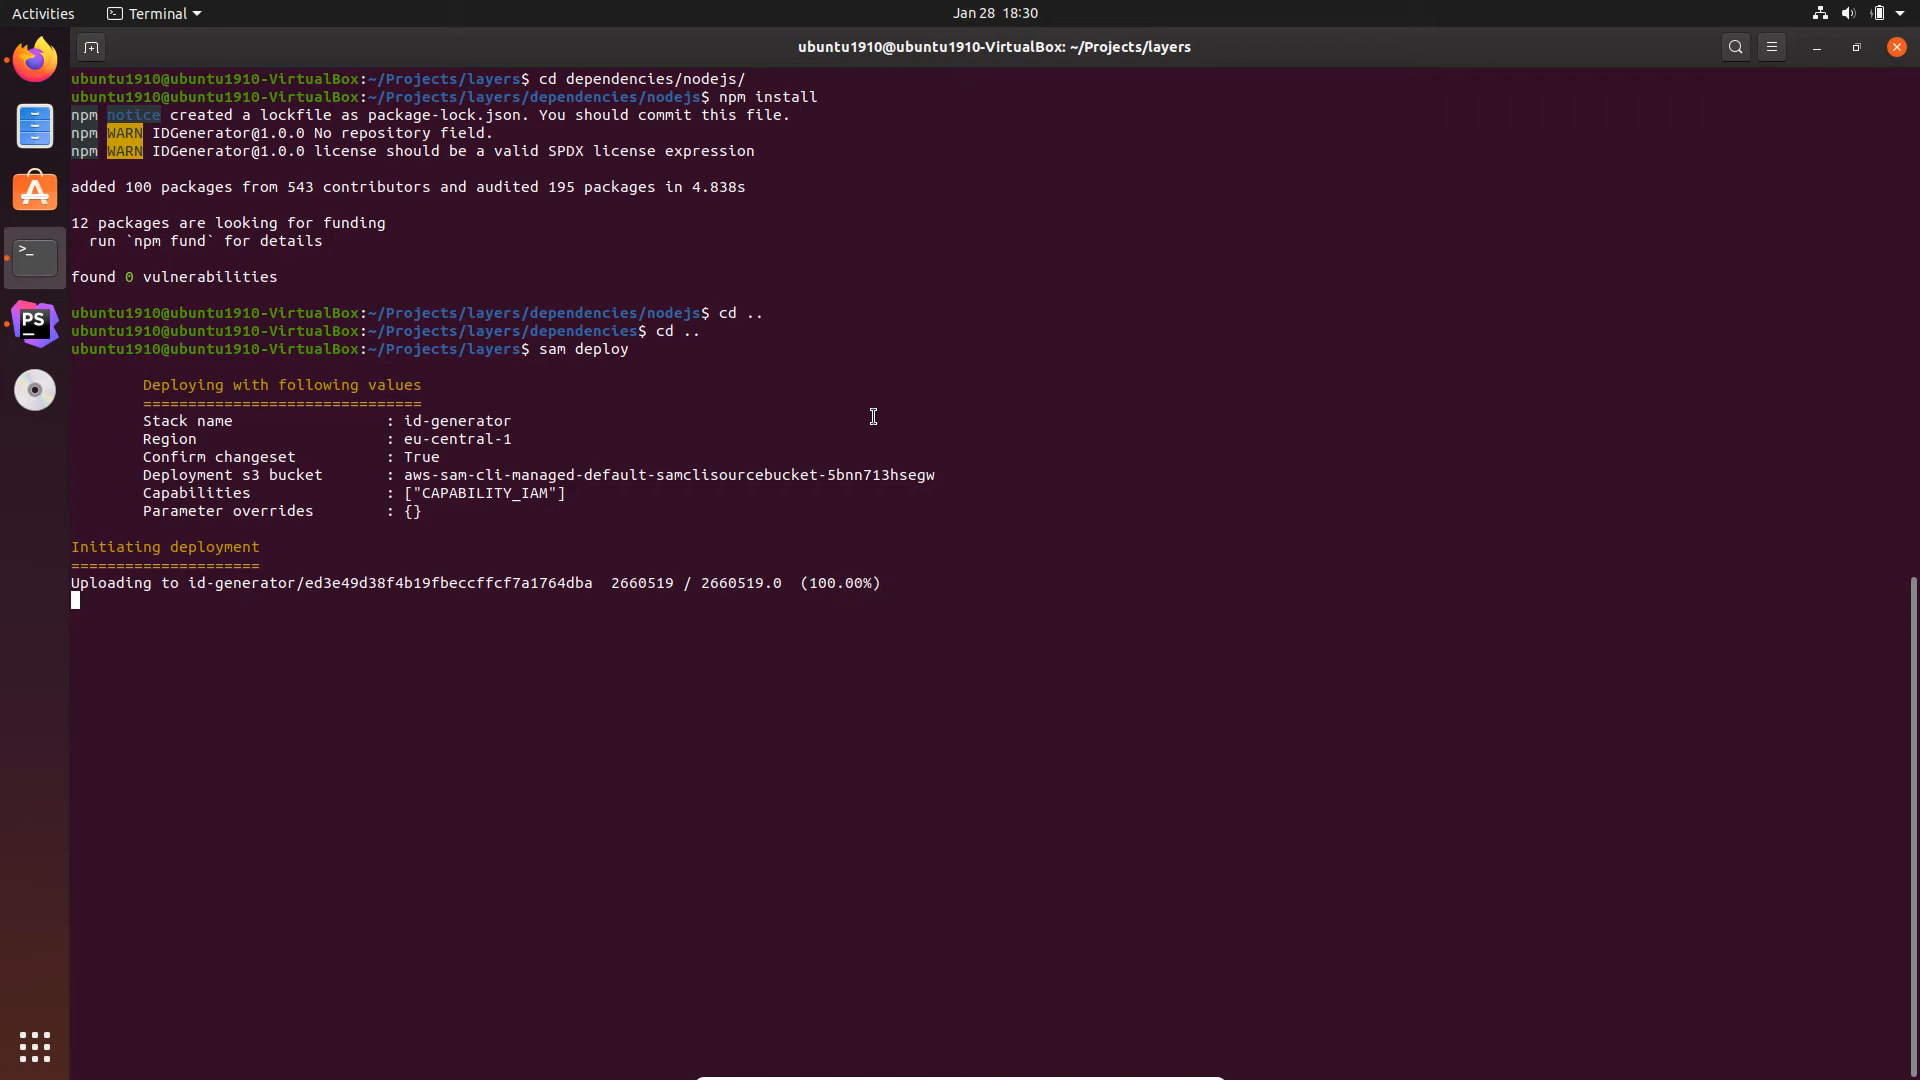 Activities
Terminal
Jan 28 18:30
ubuntu1910@ubuntu1910-VirtualBox: ~/Projects/layers
ubuntu1910@ubuntu1910-VirtualBox:~/Projects/layers$ cd dependencies/nodejs/
ubuntu1910@ubuntu1910-VirtualBox:~/Projects/layers/dependencies/nodejs$ npm install
npm notice created a lockfile as package-lock.json. You should commit this file.
npm WARN IDGenerator@1.0.0 No repository field.
npm WARN IDGenerator@1.0.0 license should be a valid SPDX license expression
added 100 packages from 543 contributors and audited 195 packages in 4.838s
12 packages are looking for funding
  run `npm fund` for details
found 0 vulnerabilities
ubuntu1910@ubuntu1910-VirtualBox:~/Projects/layers/dependencies/nodejs$ cd ..
ubuntu1910@ubuntu1910-VirtualBox:~/Projects/layers/dependencies$ cd ..
ubuntu1910@ubuntu1910-VirtualBox:~/Projects/layers$ sam deploy
Deploying with following values
===============================
Stack name : id-generator
Region : eu-central-1
Confirm changeset : True
Deployment s3 bucket : aws-sam-cli-managed-default-samclisourcebucket-5bnn713hsegw
Capabilities : ["CAPABILITY_IAM"]
Parameter overrides : {}
Initiating deployment
=====================
Uploading to id-generator/ed3e49d38f4b19fbeccffcf7a1764dba  2660519 / 2660519.0  (100.00%)
>_
PS